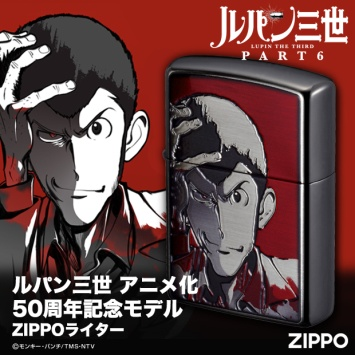 ルパン三世
LUPIN THE THIRD
PART6
ルパン三世 アニメ化
50周年記念モデル
ZIPPOライター
©モンキー・パンチ/TMS・NTV
ZIPPO